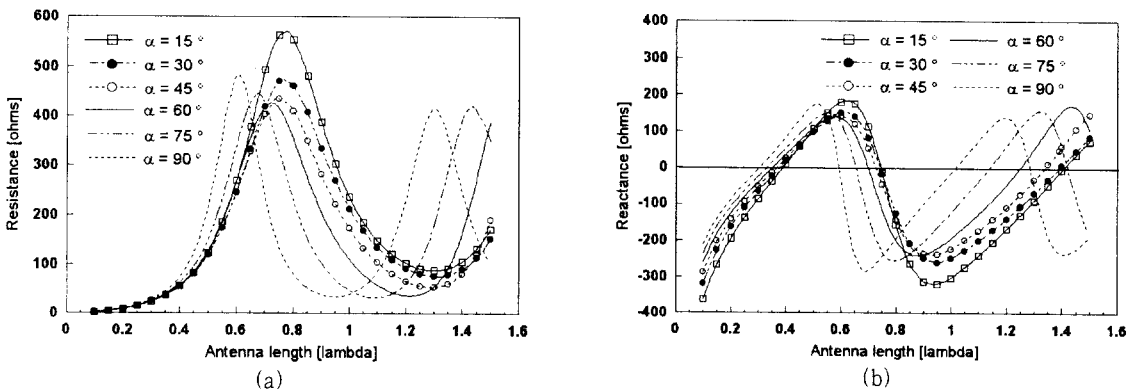 600
500
400
300
200
100
0
Resistance [ohms]
α = 15 °
α = 30 °
α = 45 °
α = 60 °
α = 75 °
α = 90 °
0 0.2 0.4 0.6 0.8 1 1.2 1.4 1.6
Antenna length [lambda]
(a)
400
300
200
100
0
-100
-200
-300
-400
Reactance [ohms]
α = 15 ° α = 60 °
α = 30 ° α = 75 °
α = 45 ° α = 90 °
0 0.2 0.4 0.6 0.8 1 1.2 1.4 1.6
Antenna length [lambda]
(b)